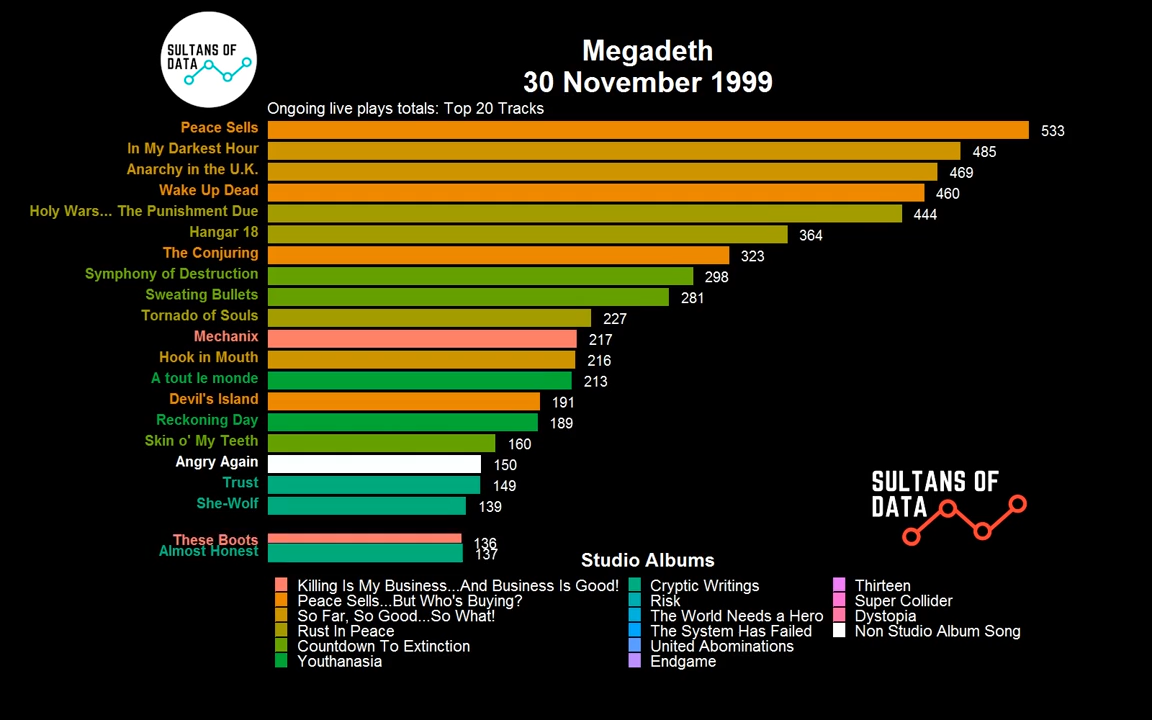 SULTANS OF
DATA
Megadeth
30 November 1999
Ongoing live plays totals: Top 20 Tracks
Peace Sells 533
In My Darkest Hour 485
Anarchy in the U.K. 469
Wake Up Dead 460
Holy Wars... The Punishment Due 444
Hangar 18 364
The Conjuring 323
Symphony of Destruction 298
Sweating Bullets 281
Tornado of Souls 227
Mechanix 217
Hook in Mouth 216
A tout le monde 213
Devil's Island 191
Reckoning Day 189
Skin o' My Teeth 160
Angry Again 150
Trust 149
She-Wolf 139
These Boots 136
Almost Honest 137
SULTANS OF
DATA
Studio Albums
Killing Is My Business...And Business Is Good!
Peace Sells...But Who's Buying?
So Far, So Good...So What!
Rust In Peace
Countdown To Extinction
Youthanasia
Cryptic Writings
Risk
The World Needs a Hero
The System Has Failed
United Abominations
Endgame
Thirteen
Super Collider
Dystopia
Non Studio Album Song